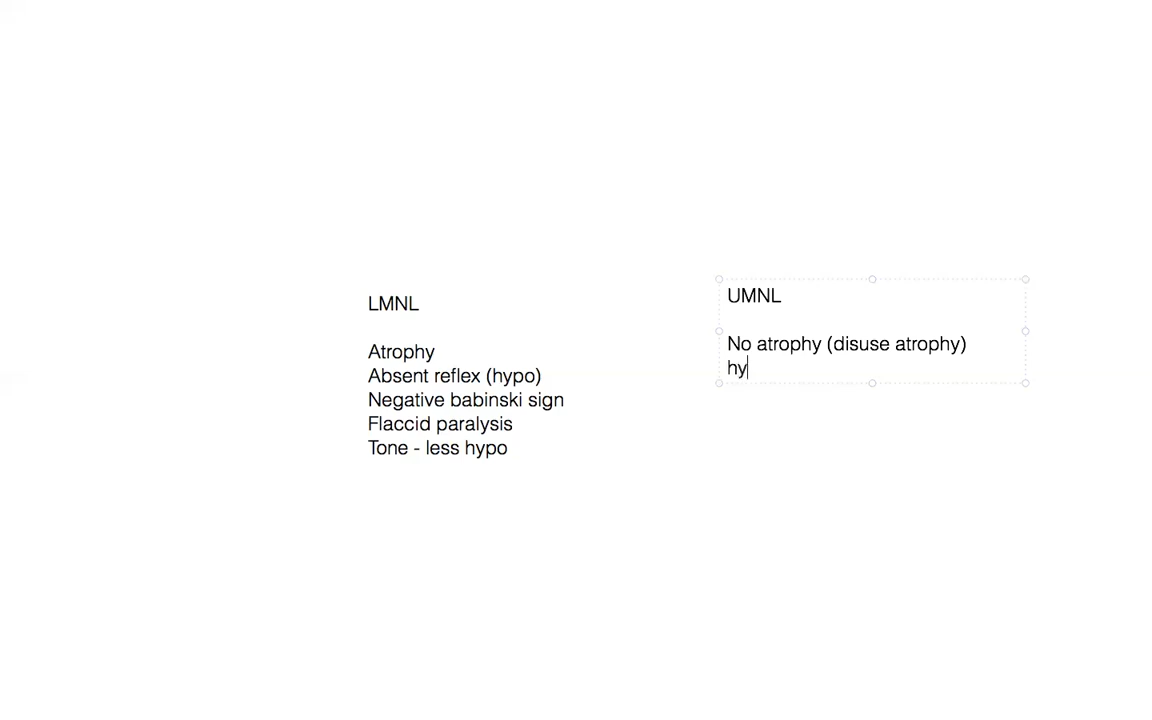 LMNL
Atrophy
Absent reflex (hypo)
Negative babinski sign
Flaccid paralysis
Tone - less hypo
UMNL
No atrophy (disuse atrophy)
hy